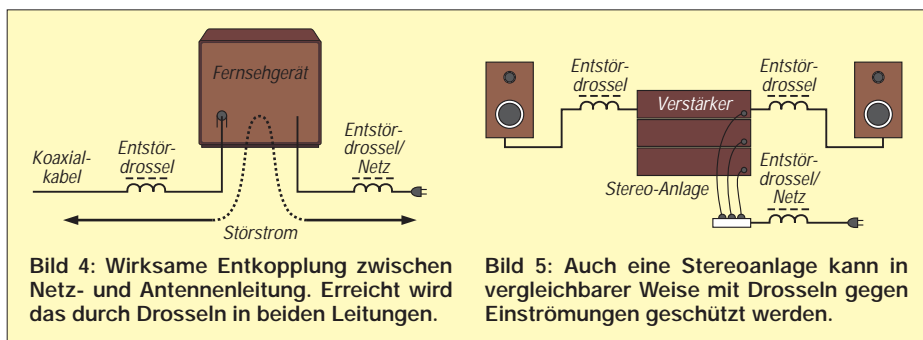 Fernsehgerät
Koaxial-
kabel
Entstör-
drossel
Entstör-
drossel/
Netz
Störstrom
Bild 4: Wirksame Entkopplung zwischen
Netz- und Antennenleitung. Erreicht wird
das durch Drosseln in beiden Leitungen.
Entstör-
drossel
Verstärker
Entstör-
drossel
Stereo-Anlage
Entstör-
drossel/
Netz
Bild 5: Auch eine Stereoanlage kann in
vergleichbarer Weise mit Drosseln gegen
Einströmungen geschützt werden.